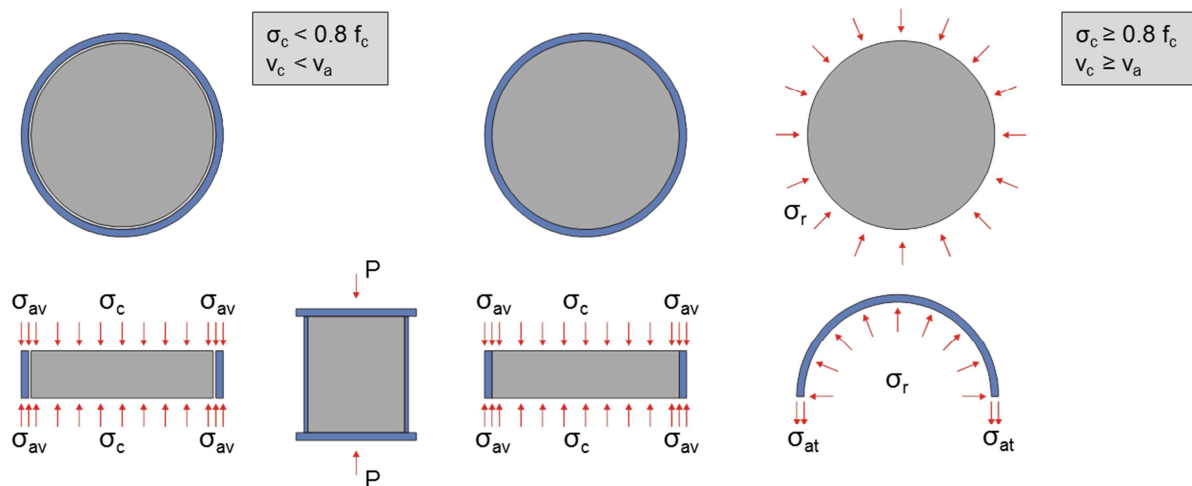 σc < 0.8 fc
vc < va
σc ≥ 0.8 fc
vc ≥ va
σr
P
σav σc σav
σav σc σav
σr
σav σc σav
P
σav σc σav
σat σat